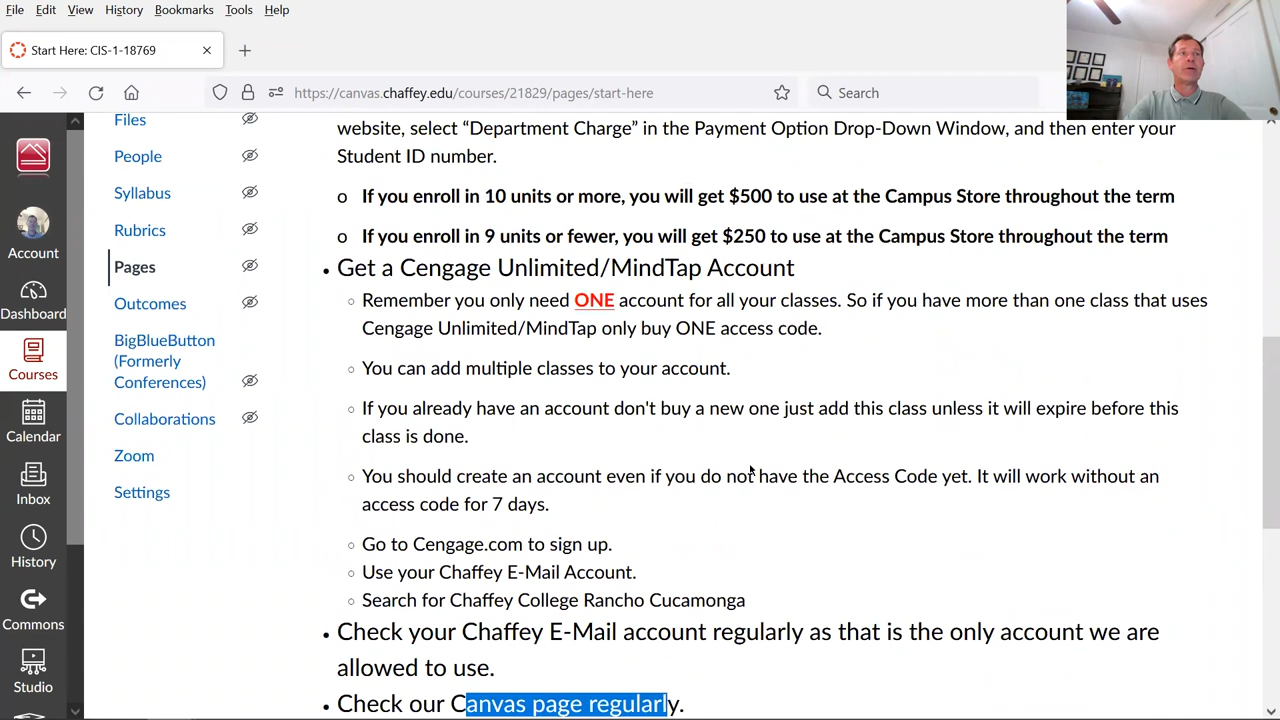 File Edit View History Bookmarks Tools Help
Start Here: CIS-1-18769
https://canvas.chaffey.edu/courses/21829/pages/start-here
Search
Account
Dashboard
Courses
Calendar
Inbox
History
Commons
Studio
Files
People
Syllabus
Rubrics
Pages
Outcomes
BigBlueButton
(Formerly
Conferences)
Collaborations
Zoom
Settings
website, select “Department Charge” in the Payment Option Drop-Down Window, and then enter your
Student ID number.
o If you enroll in 10 units or more, you will get $500 to use at the Campus Store throughout the term
o If you enroll in 9 units or fewer, you will get $250 to use at the Campus Store throughout the term
• Get a Cengage Unlimited/MindTap Account
◦ Remember you only need ONE account for all your classes. So if you have more than one class that uses
Cengage Unlimited/MindTap only buy ONE access code.
◦ You can add multiple classes to your account.
◦ If you already have an account don't buy a new one just add this class unless it will expire before this
class is done.
◦ You should create an account even if you do not have the Access Code yet. It will work without an
access code for 7 days.
◦ Go to Cengage.com to sign up.
◦ Use your Chaffey E-Mail Account.
◦ Search for Chaffey College Rancho Cucamonga
• Check your Chaffey E-Mail account regularly as that is the only account we are
allowed to use.
• Check our Canvas page regularly.